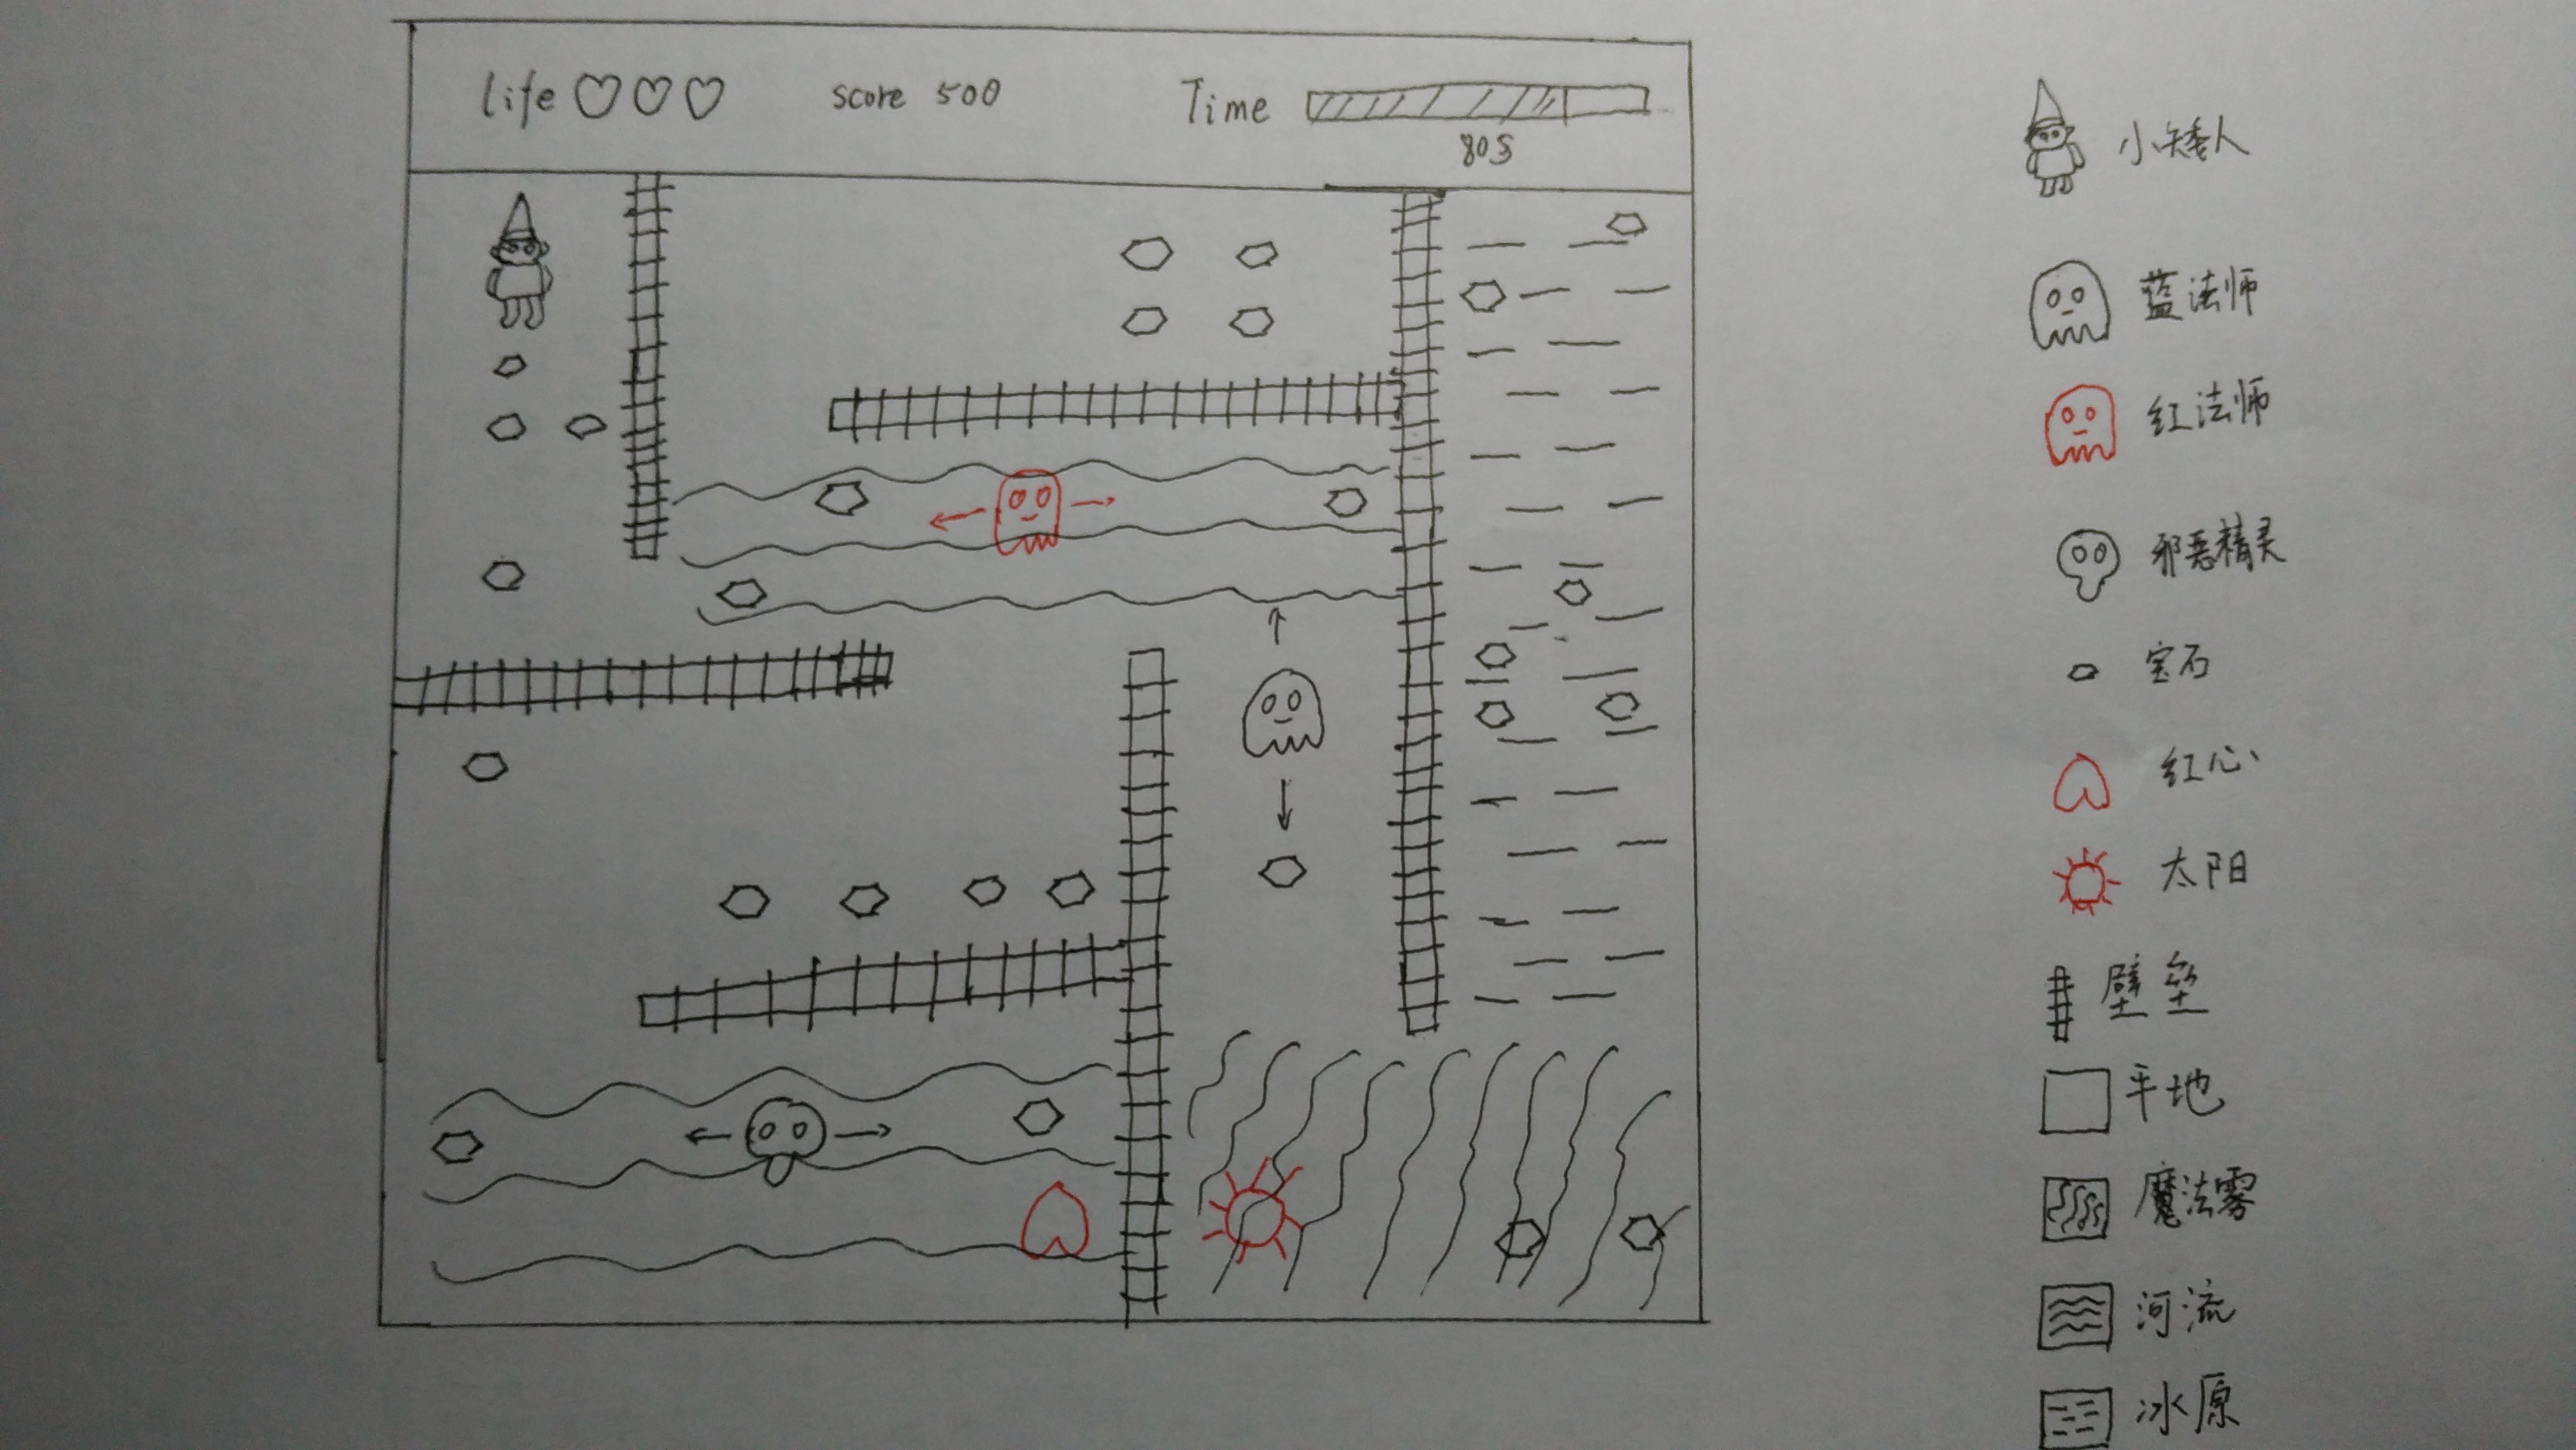 life score 500 Time
80S
小矮人
蓝法师
红法师
邪恶精灵
宝石
红心
太阳
壁垒
平地
魔法雾
河流
冰原